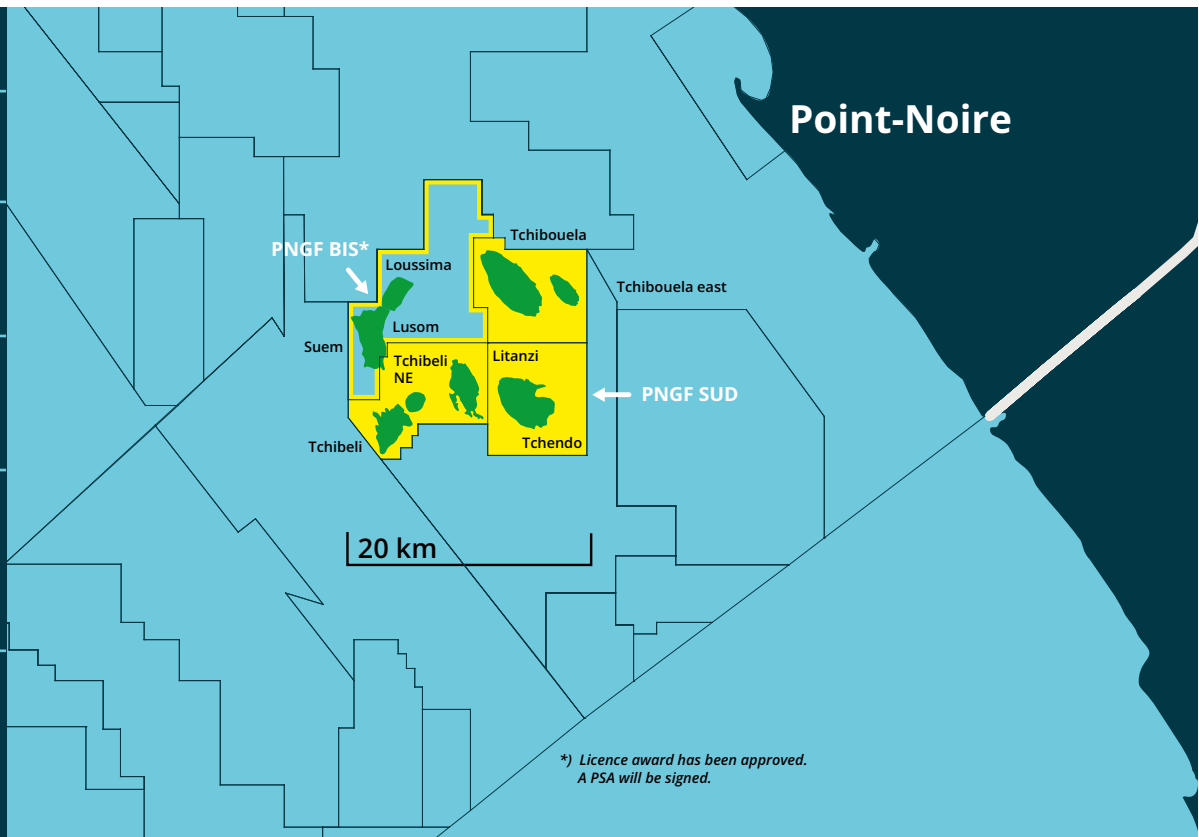 Point-Noire
Tchibouela
PNGF BIS*
Loussima
Tchibouela east
Lusom
Suem
Tchibeli
NE
Litanzi
PNGF SUD
Tchibeli
Tchendo
20 km
*) Licence award has been approved.
A PSA will be signed.